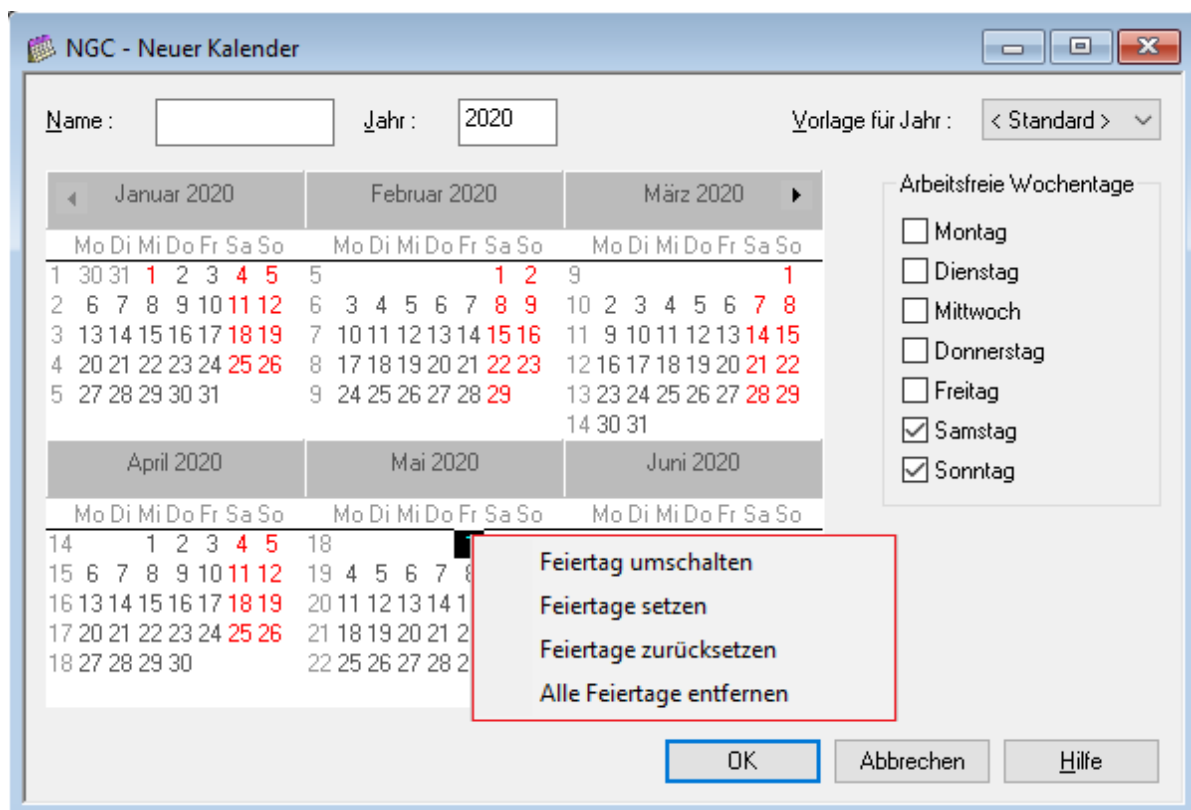 NGC - Neuer Kalender
Name : Jahr : 2020 Vorlage für Jahr : < Standard >
Januar 2020 Februar 2020 März 2020
Mo Di Mi Do Fr Sa So Mo Di Mi Do Fr Sa So Mo Di Mi Do Fr Sa So
1 30 31 1 2 3 4 5 5 1 2 9 1
2 6 7 8 9 10 11 12 6 3 4 5 6 7 8 9 10 2 3 4 5 6 7 8
3 13 14 15 16 17 18 19 7 10 11 12 13 14 15 16 11 9 10 11 12 13 14 15
4 20 21 22 23 24 25 26 8 17 18 19 20 21 22 23 12 16 17 18 19 20 21 22
5 27 28 29 30 31 9 24 25 26 27 28 29 13 23 24 25 26 27 28 29
14 30 31
April 2020 Mai 2020 Juni 2020
Mo Di Mi Do Fr Sa So Mo Di Mi Do Fr Sa So Mo Di Mi Do Fr Sa So
14 1 2 3 4 5 18
15 6 7 8 9 10 11 12 19 4 5 6 7
16 13 14 15 16 17 18 19 20 11 12 13 14
17 20 21 22 23 24 25 26 21 18 19 20 21
18 27 28 29 30 22 25 26 27 28
Feiertag umschalten
Feiertage setzen
Feiertage zurücksetzen
Alle Feiertage entfernen
Arbeitsfreie Wochentage
Montag
Dienstag
Mittwoch
Donnerstag
Freitag
Samstag
Sonntag
OK Abbrechen Hilfe